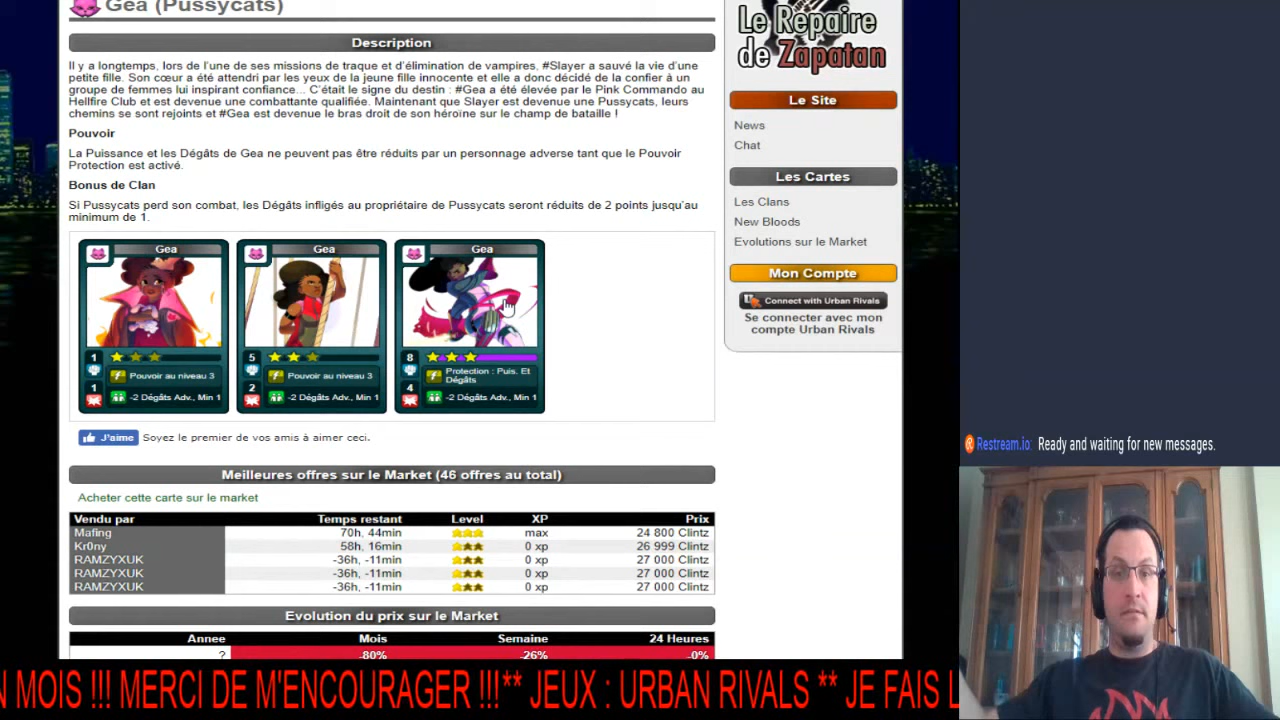 Gea (Pussycats)
Description
Il y a longtemps, lors de l'une de ses missions de traque et d'élimination de vampires, #Slayer a sauvé la vie d'une
petite fille. Son cœur a été attendri par les yeux de la jeune fille innocente et elle a donc décidé de la confier à un
groupe de femmes lui inspirant confiance... C'était le signe du destin : #Gea a été élevée par le Pink Commando au
Hellfire Club et est devenue une combattante qualifiée. Maintenant que Slayer est devenue une Pussycats, leurs
chemins se sont rejoints et #Gea est devenue le bras droit de son héroïne sur le champ de bataille !
Pouvoir
La Puissance et les Dégâts de Gea ne peuvent pas être réduits par un personnage adverse tant que le Pouvoir
Protection est activé.
Bonus de Clan
Si Pussycats perd son combat, les Dégâts infligés au propriétaire de Pussycats seront réduits de 2 points jusqu'au
minimum de 1.
Gea Gea Gea
1 5 8
Pouvoir au niveau 3 Pouvoir au niveau 3 Protection : Puis. Et
Dégâts
1 2 4
-2 Dégâts Adv., Min 1 -2 Dégâts Adv., Min 1 -2 Dégâts Adv., Min 1
J'aime Soyez le premier de vos amis à aimer ceci.
Meilleures offres sur le Market (46 offres au total)
Acheter cette carte sur le market
Vendu par Temps restant Level XP Prix
Mafing 70h, 44min max 24 800 Clintz
Kr0ny 58h, 16min 0 xp 26 999 Clintz
RAMZYXUK -36h, -11min 0 xp 27 000 Clintz
RAMZYXUK -36h, -11min 0 xp 27 000 Clintz
RAMZYXUK -36h, -11min 0 xp 27 000 Clintz
Evolution du prix sur le Market
Annee Mois Semaine 24 Heures
? -80% -26% -0%
Le Repaire
de Zapatan
Le Site
News
Chat
Les Cartes
Les Clans
New Bloods
Evolutions sur le Market
Mon Compte
Connect with Urban Rivals
Se connecter avec mon
compte Urban Rivals
Restream.io: Ready and waiting for new messages.
N MOIS !!! MERCI DE M'ENCOURAGER !!!** JEUX : URBAN RIVALS ** JE FAIS L